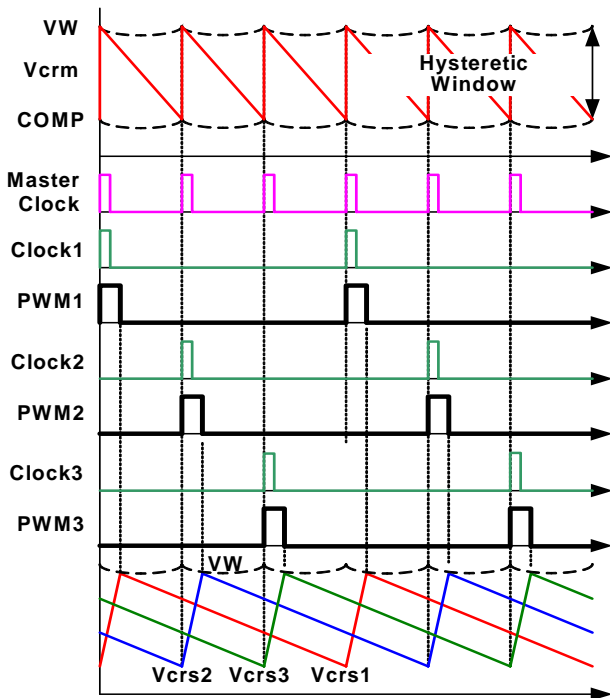 VW
Vcrm
Hysteretic
Window
COMP
Master
Clock
Clock1
PWM1
Clock2
PWM2
Clock3
PWM3
VW
Vcrs2 Vcrs3 Vcrs1